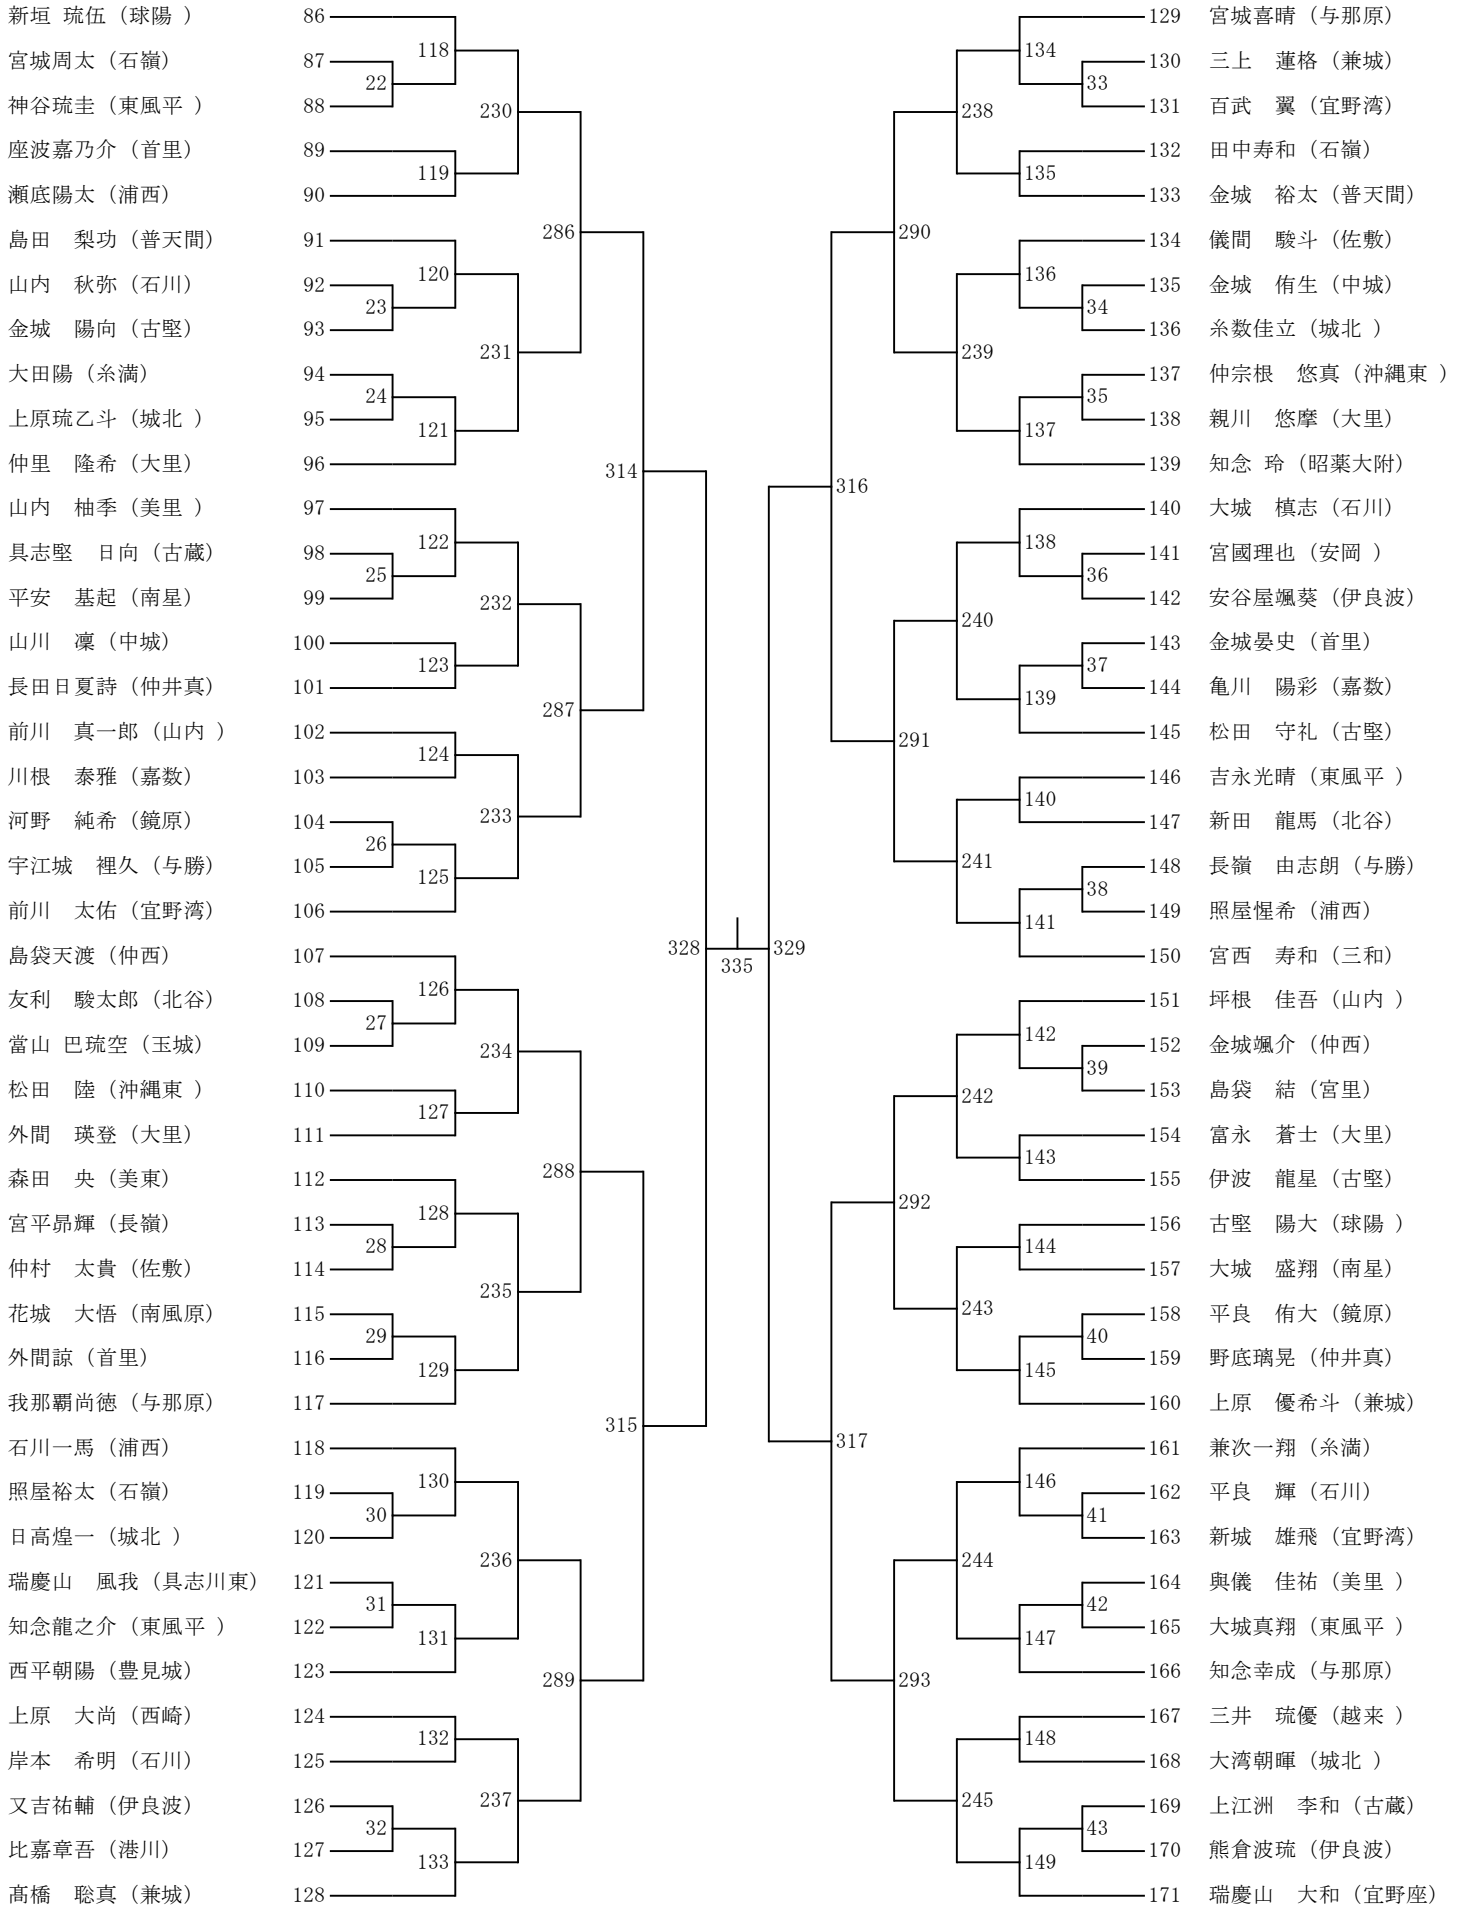 新垣 琉伍（球陽 ） 86
宮城周太（石嶺） 87
神谷琉圭（東風平 ） 88
座波嘉乃介（首里） 89
瀬底陽太（浦西） 90
島田　梨功（普天間） 91
山内　秋弥（石川） 92
金城　陽向（古堅） 93
大田陽（糸満） 94
上原琉乙斗（城北 ） 95
仲里　隆希（大里） 96
山内　柚季（美里 ） 97
具志堅　日向（古蔵） 98
平安　基起（南星） 99
山川　凜（中城） 100
長田日夏詩（仲井真） 101
前川　真一郎（山内 ） 102
川根　泰雅（嘉数） 103
河野　純希（鏡原） 104
宇江城　裡久（与勝） 105
前川　太佑（宜野湾） 106
島袋天渡（仲西） 107
友利　駿太郎（北谷） 108
當山 巴琉空（玉城） 109
松田　陸（沖縄東 ） 110
外間　瑛登（大里） 111
森田　央（美東） 112
宮平昴輝（長嶺） 113
仲村　太貴（佐敷） 114
花城　大悟（南風原） 115
外間諒（首里） 116
我那覇尚徳（与那原） 117
石川一馬（浦西） 118
照屋裕太（石嶺） 119
日高煌一（城北 ） 120
瑞慶山　風我（具志川東） 121
知念龍之介（東風平 ） 122
西平朝陽（豊見城） 123
上原　大尚（西崎） 124
岸本　希明（石川） 125
又吉祐輔（伊良波） 126
比嘉章吾（港川） 127
髙橋　聡真（兼城） 128
22
23
24
25
26
27
28
29
30
31
32
118
119
120
121
122
123
124
125
126
127
128
129
130
131
132
133
230
231
232
233
234
235
236
237
286
287
288
289
314
315
328
335
329
316
317
290
291
292
293
238
239
240
241
242
243
244
245
134
135
136
137
138
139
140
141
142
143
144
145
146
147
148
149
33
34
35
36
37
38
39
40
41
42
43
129 宮城喜晴（与那原）
130 三上　蓮格（兼城）
131 百武　翼（宜野湾）
132 田中寿和（石嶺）
133 金城　裕太（普天間）
134 儀間　駿斗（佐敷）
135 金城　侑生（中城）
136 糸数佳立（城北 ）
137 仲宗根　悠真（沖縄東 ）
138 親川　悠摩（大里）
139 知念 玲（昭薬大附）
140 大城　槙志（石川）
141 宮國理也（安岡 ）
142 安谷屋颯葵（伊良波）
143 金城晏史（首里）
144 亀川　陽彩（嘉数）
145 松田　守礼（古堅）
146 吉永光晴（東風平 ）
147 新田　龍馬（北谷）
148 長嶺　由志朗（与勝）
149 照屋惺希（浦西）
150 宮西　寿和（三和）
151 坪根　佳吾（山内 ）
152 金城颯介（仲西）
153 島袋　結（宮里）
154 富永　蒼士（大里）
155 伊波　龍星（古堅）
156 古堅　陽大（球陽 ）
157 大城　盛翔（南星）
158 平良　侑大（鏡原）
159 野底璃晃（仲井真）
160 上原　優希斗（兼城）
161 兼次一翔（糸満）
162 平良　輝（石川）
163 新城　雄飛（宜野湾）
164 與儀　佳祐（美里 ）
165 大城真翔（東風平 ）
166 知念幸成（与那原）
167 三井　琉優（越来 ）
168 大湾朝暉（城北 ）
169 上江洲　李和（古蔵）
170 熊倉波琉（伊良波）
171 瑞慶山　大和（宜野座）